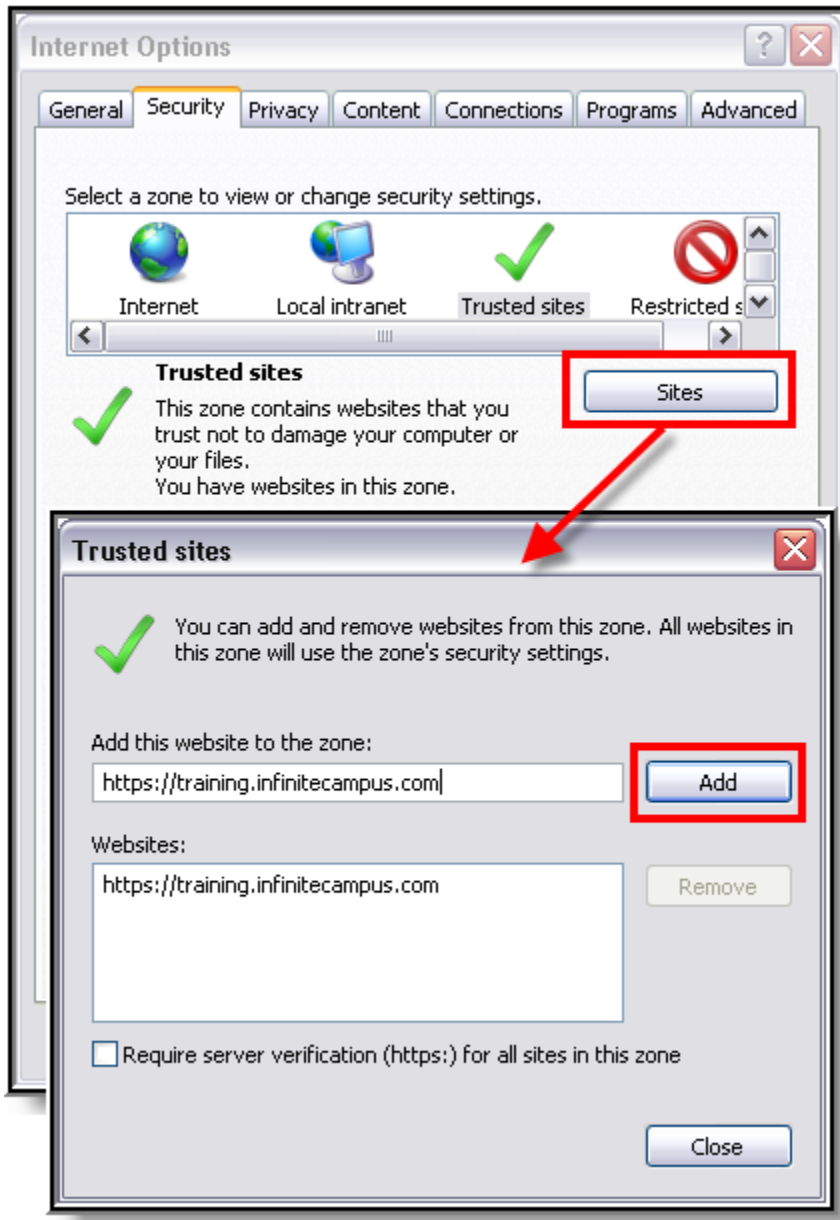 Internet Options
General Security Privacy Content Connections Programs Advanced
Select a zone to view or change security settings.
Internet Local intranet Trusted sites Restricted s
Trusted sites
Sites
This zone contains websites that you
trust not to damage your computer or
your files.
You have websites in this zone.
Trusted sites
You can add and remove websites from this zone. All websites in
this zone will use the zone's security settings.
Add this website to the zone:
https://training.infinitecampus.com
Add
Websites:
https://training.infinitecampus.com
Remove
Require server verification (https:) for all sites in this zone
Close